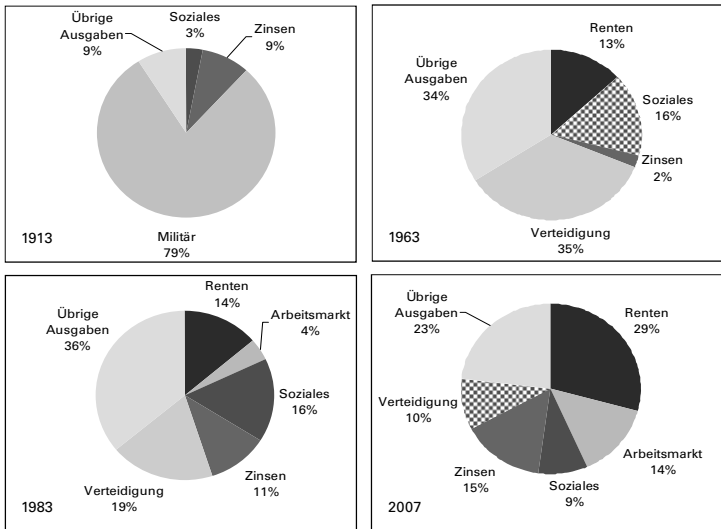 Übrige
Ausgaben
9%
Soziales
3%
Zinsen
9%
Militär
79%
1913
Renten
13%
Übrige
Ausgaben
34%
Soziales
16%
Zinsen
2%
Verteidigung
35%
1963
Renten
14%
Übrige
Ausgaben
36%
Arbeitsmarkt
4%
Soziales
16%
Zinsen
11%
Verteidigung
19%
1983
Übrige
Ausgaben
23%
Renten
29%
Verteidigung
10%
Arbeitsmarkt
14%
Zinsen
15%
Soziales
9%
2007